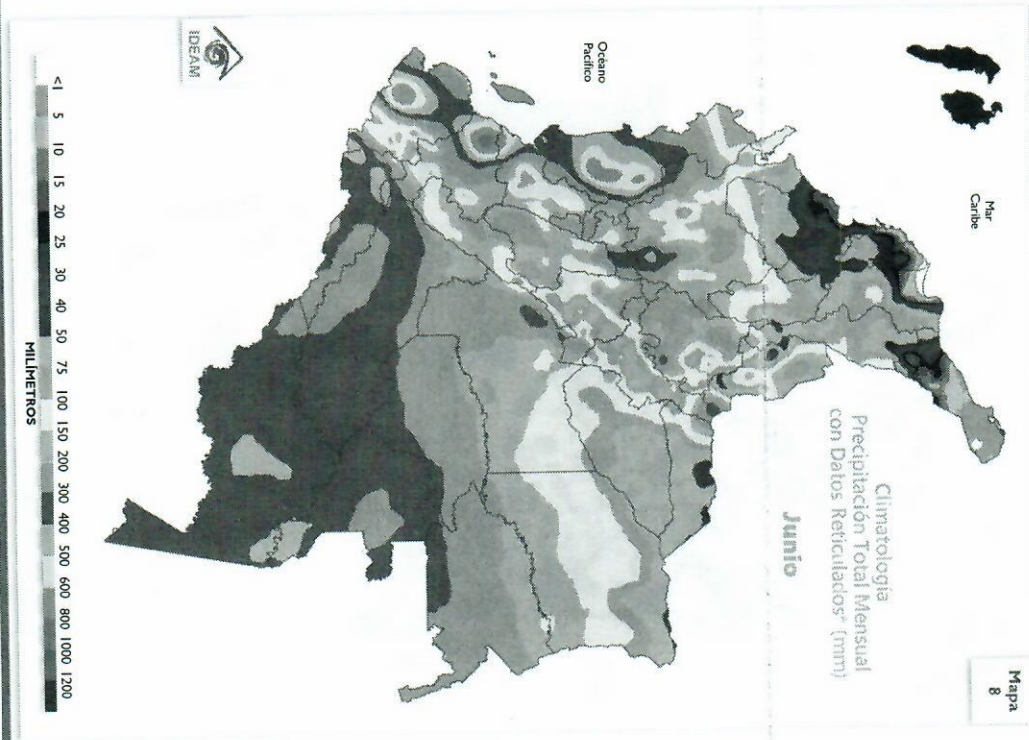 Mapa
8
Climatología
Precipitación Total Mensual
con Datos Reticulados* (mm)
Junio
Mar
Caribe
Océano
Pacífico
IDEAM
<1 5 10 15 20 25 30 40 50 75 100 150 200 300 400 500 600 800 1000 1200
MILÍMETROS